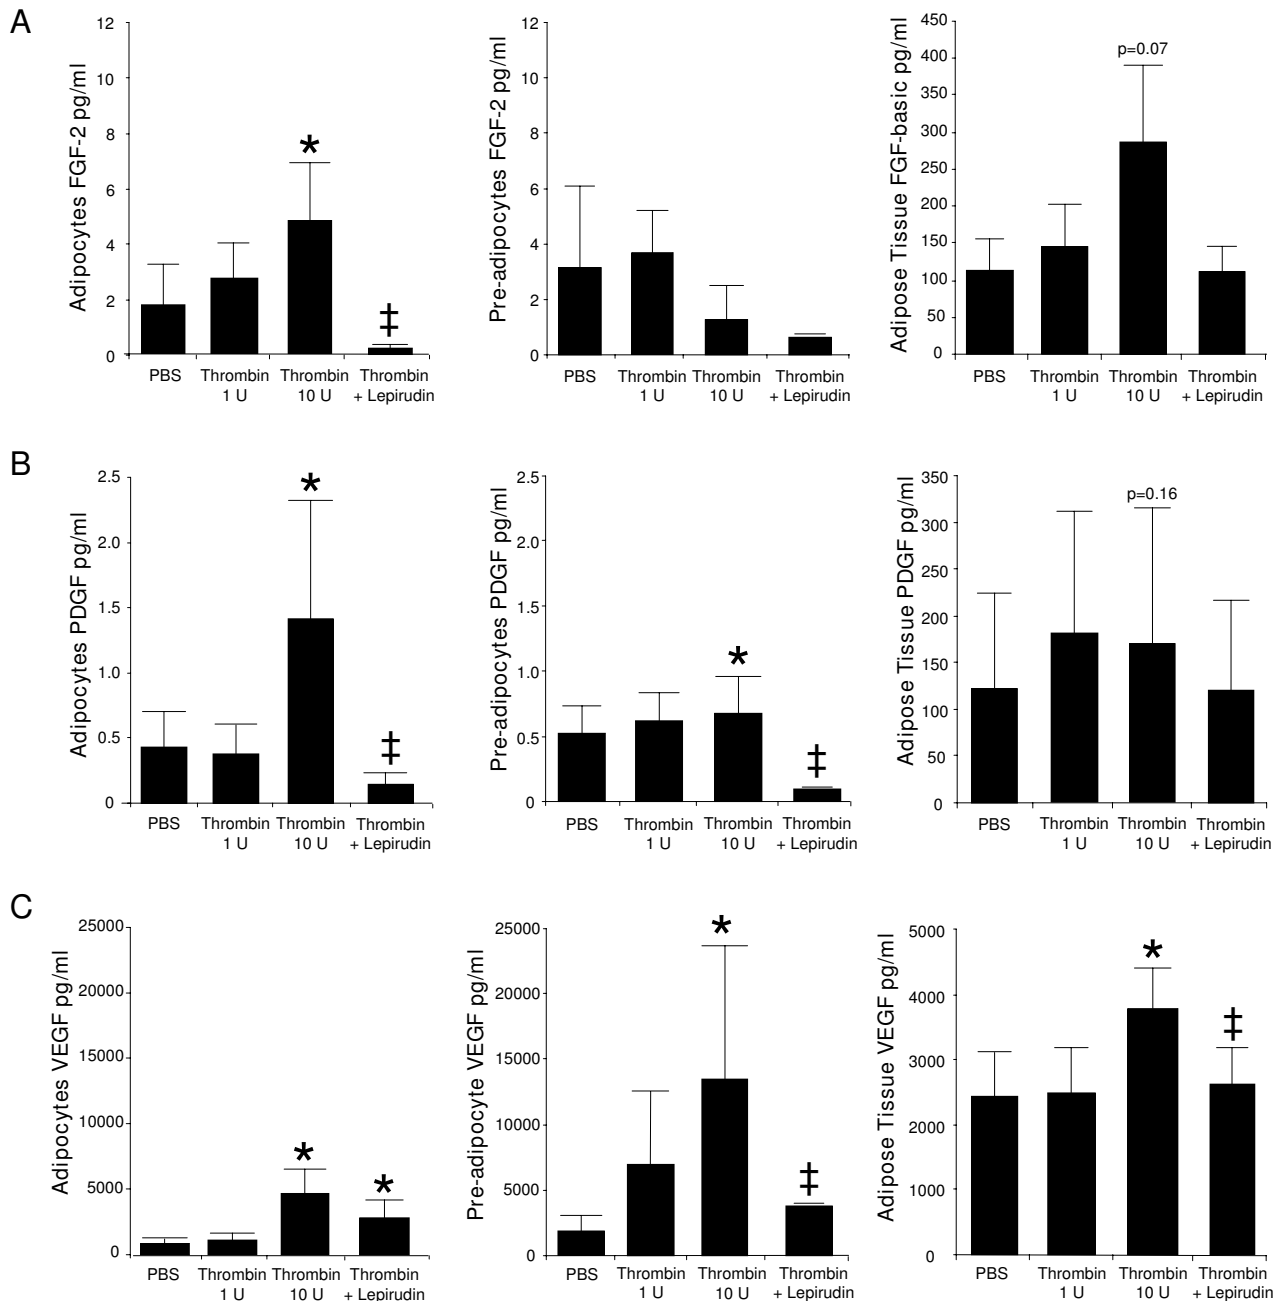 A
Adipocytes FGF-2 pg/ml
12
10
8
6
4
2
0
*
‡
PBS
Thrombin
1 U
Thrombin
10 U
Thrombin
+ Lepirudin
Pre-adipocytes FGF-2 pg/ml
12
10
8
6
4
2
0
PBS
Thrombin
1 U
Thrombin
10 U
Thrombin
+ Lepirudin
Adipose Tissue FGF-basic pg/ml
450
400
350
300
250
200
150
100
50
0
p=0.07
PBS
Thrombin
1 U
Thrombin
10 U
Thrombin
+ Lepirudin
B
Adipocytes PDGF pg/ml
2.5
2.0
1.5
1.0
0.5
0
*
‡
PBS
Thrombin
1 U
Thrombin
10 U
Thrombin
+ Lepirudin
Pre-adipocytes PDGF pg/ml
2.5
2.0
1.5
1.0
0.5
0
*
‡
PBS
Thrombin
1 U
Thrombin
10 U
Thrombin
+ Lepirudin
Adipose Tissue PDGF pg/ml
350
300
250
200
150
100
50
0
p=0.16
PBS
Thrombin
1 U
Thrombin
10 U
Thrombin
+ Lepirudin
C
Adipocytes VEGF pg/ml
25000
20000
15000
10000
5000
0
*
*
PBS
Thrombin
1 U
Thrombin
10 U
Thrombin
+ Lepirudin
Pre-adipocyte VEGF pg/ml
25000
20000
15000
10000
5000
0
*
‡
PBS
Thrombin
1 U
Thrombin
10 U
Thrombin
+ Lepirudin
Adipose Tissue VEGF pg/ml
5000
4000
3000
2000
1000
0
*
‡
PBS
Thrombin
1 U
Thrombin
10 U
Thrombin
+ Lepirudin